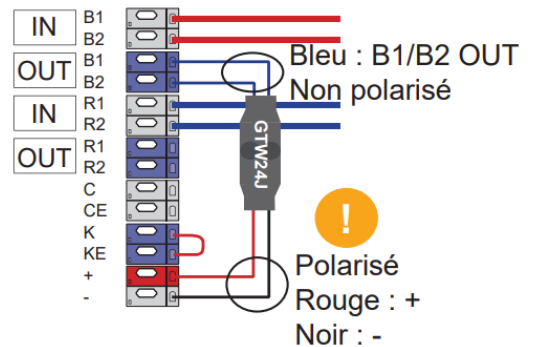 IN
B1
B2
OUT
B1
B2
IN
R1
R2
OUT
R1
R2
C
CE
K
KE
+
-
GTW24J
Bleu : B1/B2 OUT
Non polarisé
!
Polarisé
Rouge : +
Noir : -